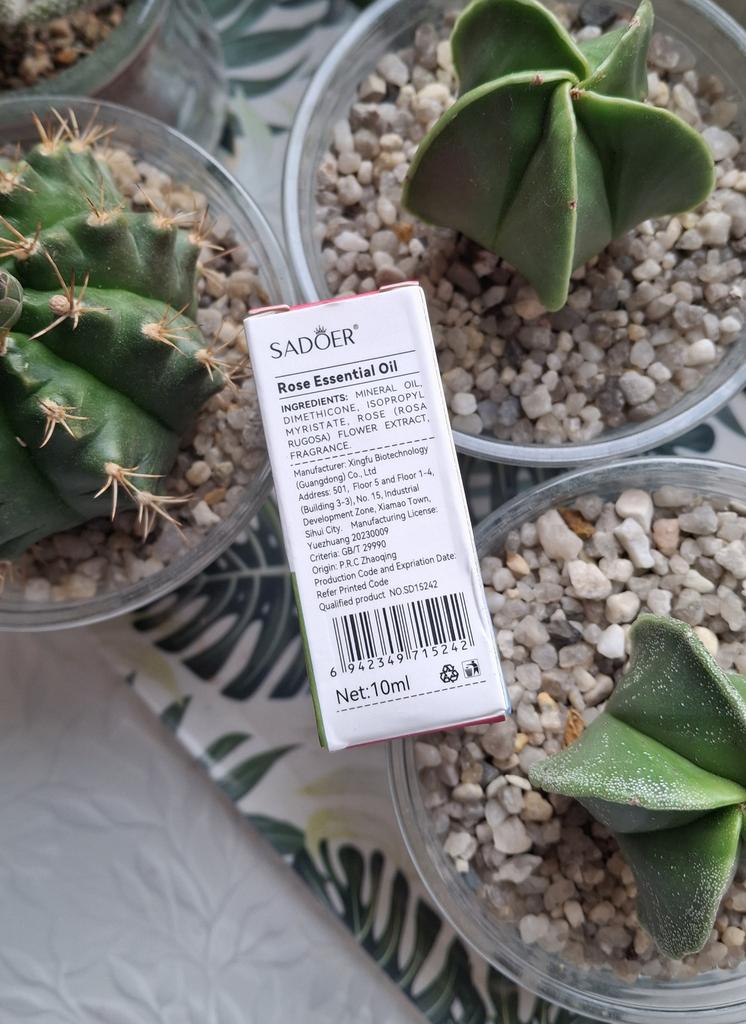 SADOER®
Rose Essential Oil
INGREDIENTS: MINERAL OIL,
DIMETHICONE, ISOPROPYL
MYRISTATE, ROSE (ROSA
RUGOSA) FLOWER EXTRACT,
FRAGRANCE.
Manufacturer: Xingfu Biotechnology
(Guangdong) Co., Ltd
Address: 501, Floor 5 and Floor 1-4,
(Building 3-3), No. 15, Industrial
Development Zone, Xiamao Town,
Sihui City. Manufacturing License:
Yuezhuang 20230009
Criteria: GB/T 29990
Origin: P.R.C Zhaoqing
Production Code and Expriation Date:
Refer Printed Code
Qualified product NO.SD15242
6 942349 715242
Net:10ml